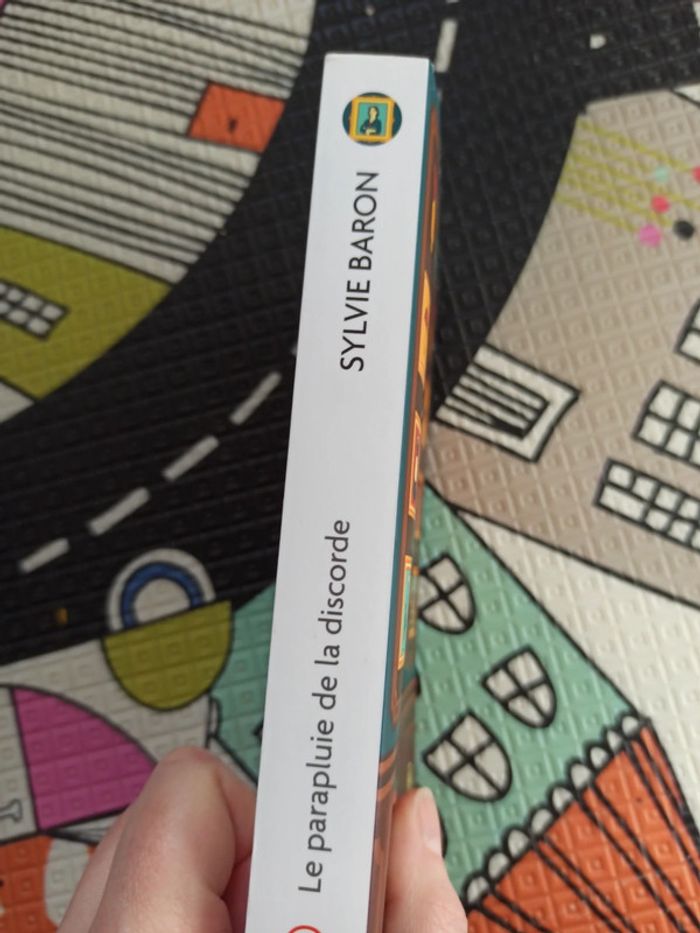 SYLVIE BARON
Le parapluie de la discorde